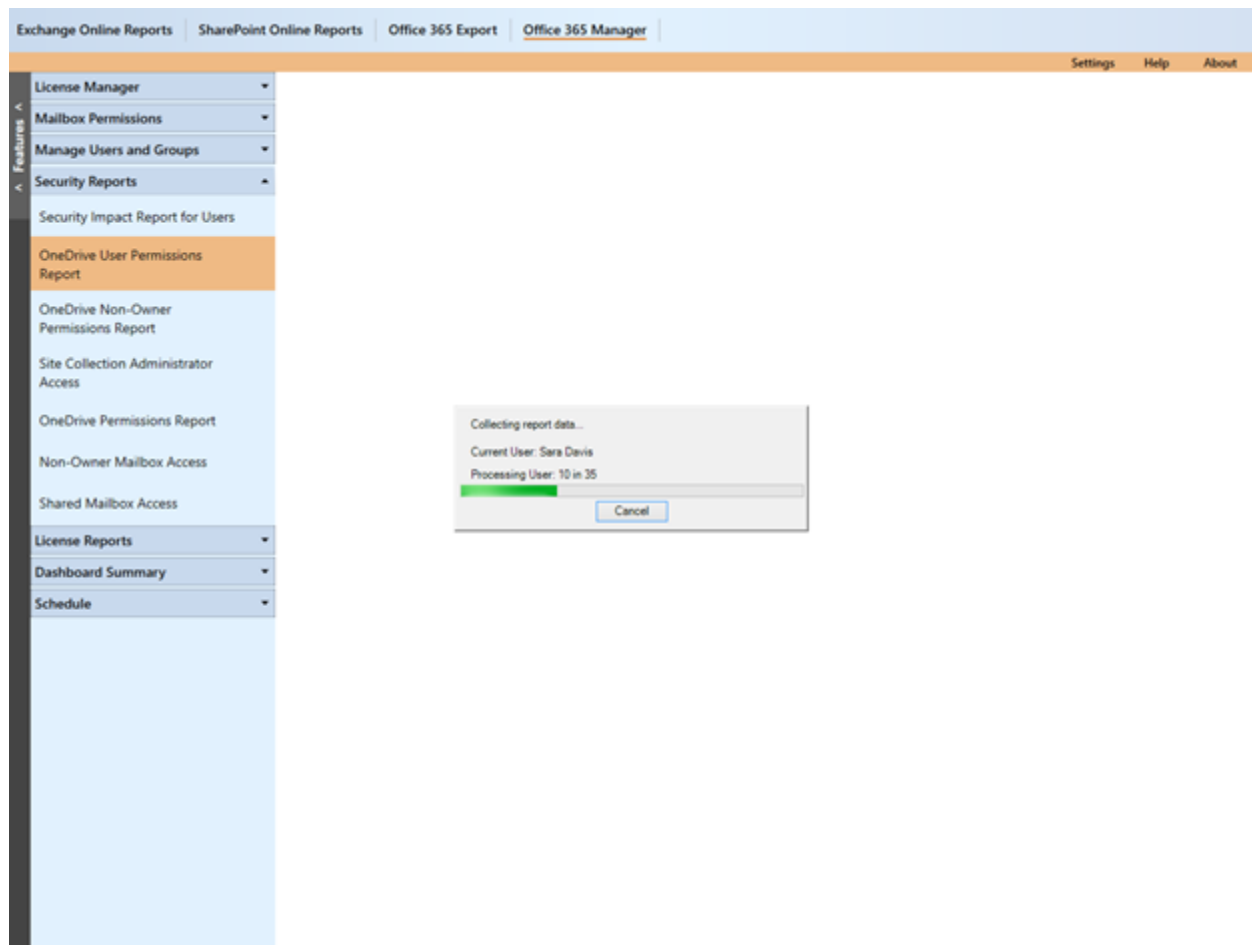 Exchange Online Reports SharePoint Online Reports Office 365 Export Office 365 Manager
Settings Help About
< Features <
License Manager
Mailbox Permissions
Manage Users and Groups
Security Reports
Security Impact Report for Users
OneDrive User Permissions
Report
OneDrive Non-Owner
Permissions Report
Site Collection Administrator
Access
OneDrive Permissions Report
Non-Owner Mailbox Access
Shared Mailbox Access
License Reports
Dashboard Summary
Schedule
Collecting report data...
Current User: Sara Davis
Processing User: 10 in 35
Cancel